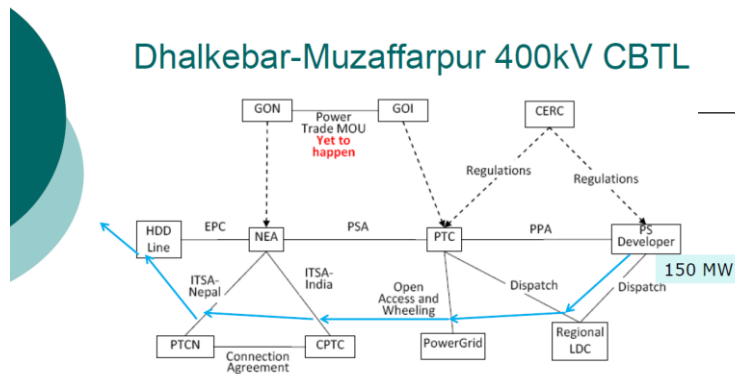 Dhalkebar-Muzaffarpur 400kV CBTL
GON
Power
Trade MOU
Yet to
happen
GOI
CERC
Regulations
Regulations
HDD
Line
EPC
NEA
PSA
PTC
PPA
PS
Developer
150 MW
ITSA-
Nepal
ITSA-
India
Open
Access and
Wheeling
Dispatch
Dispatch
PTCN
Connection
Agreement
CPTC
PowerGrid
Regional
LDC